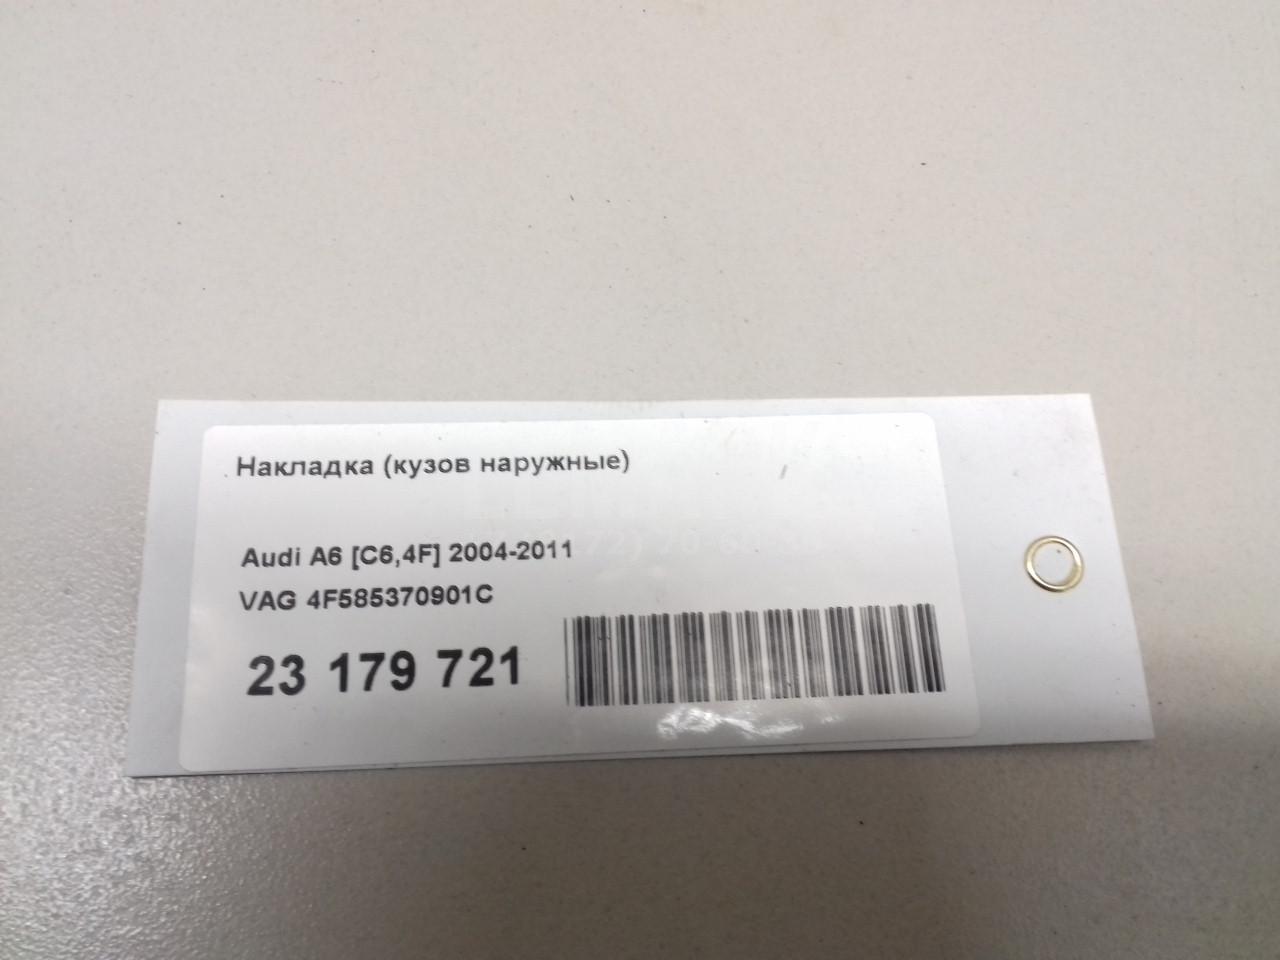 Накладка (кузов наружные)
Audi A6 [C6,4F] 2004-2011
VAG 4F585370901C
23 179 721